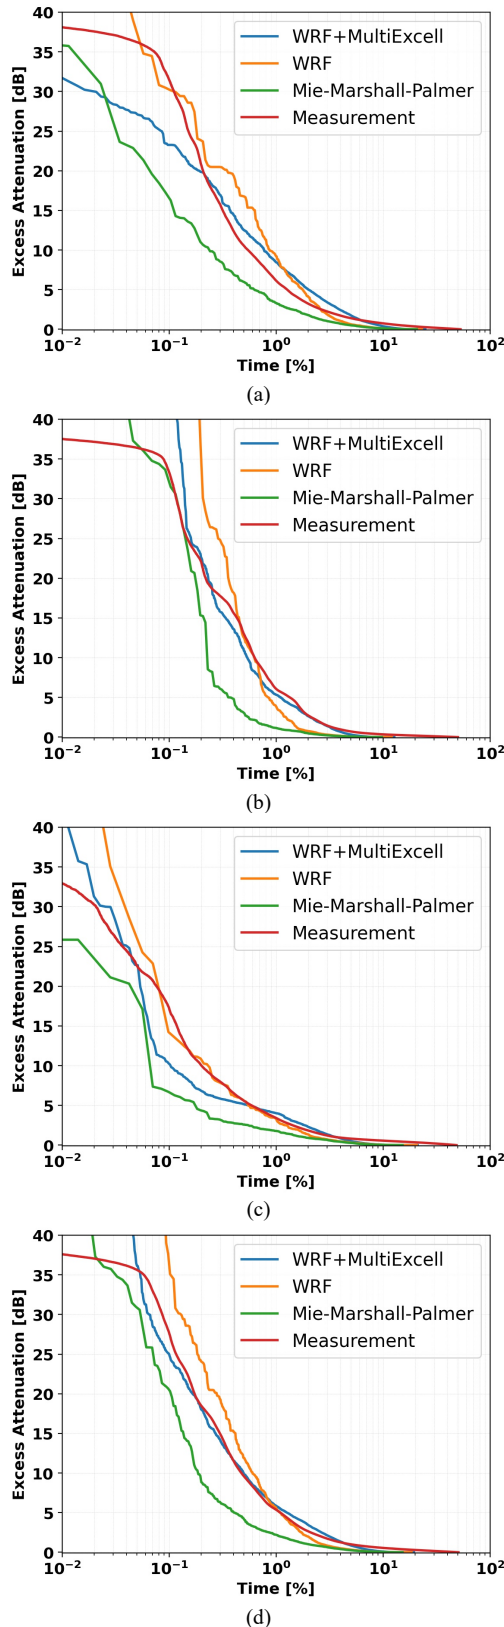 40
35
30
25
20
15
10
5
0
Excess Attenuation [dB]
WRF+MultiExcell
WRF
Mie-Marshall-Palmer
Measurement
10⁻² 10⁻¹ 10⁰ 10¹ 10²
Time [%]
(a)
40
35
30
25
20
15
10
5
0
Excess Attenuation [dB]
WRF+MultiExcell
WRF
Mie-Marshall-Palmer
Measurement
10⁻² 10⁻¹ 10⁰ 10¹ 10²
Time [%]
(b)
40
35
30
25
20
15
10
5
0
Excess Attenuation [dB]
WRF+MultiExcell
WRF
Mie-Marshall-Palmer
Measurement
10⁻² 10⁻¹ 10⁰ 10¹ 10²
Time [%]
(c)
40
35
30
25
20
15
10
5
0
Excess Attenuation [dB]
WRF+MultiExcell
WRF
Mie-Marshall-Palmer
Measurement
10⁻² 10⁻¹ 10⁰ 10¹ 10²
Time [%]
(d)